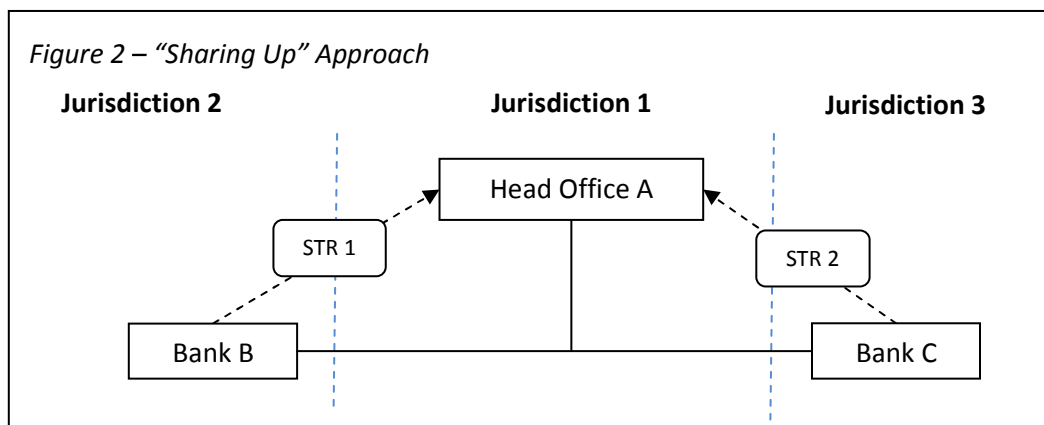 Figure 2 – “Sharing Up” Approach
Jurisdiction 2
Jurisdiction 1
Jurisdiction 3
Head Office A
STR 1
STR 2
Bank B
Bank C